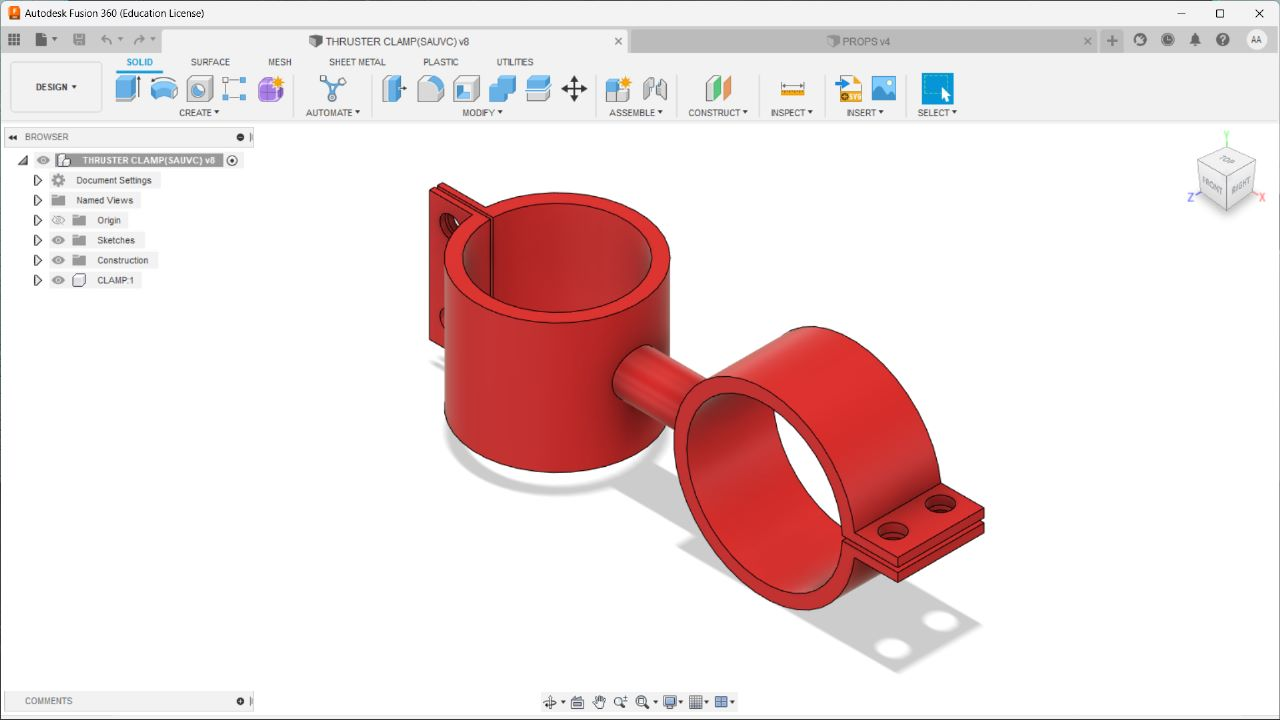 Autodesk Fusion 360 (Education License)
THRUSTER CLAMP(SAUVC) v8
PROPS v4
AA
SOLID SURFACE MESH SHEET METAL PLASTIC UTILITIES
DESIGN
CREATE AUTOMATE MODIFY ASSEMBLE CONSTRUCT INSPECT INSERT SELECT
BROWSER
THRUSTER CLAMP(SAUVC) v8
Document Settings
Named Views
Origin
Sketches
Construction
CLAMP:1
Y
TOP
FRONT
RIGHT
Z
X
COMMENTS